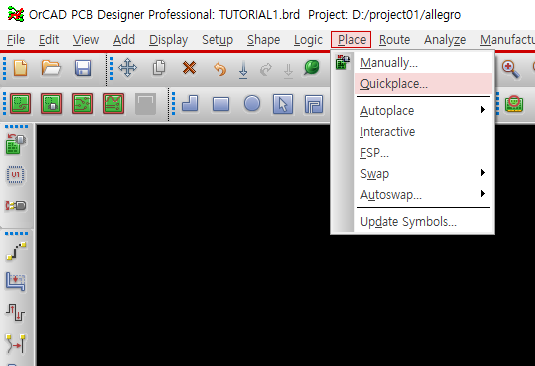 OrCAD PCB Designer Professional: TUTORIAL1.brd Project: D:/project01/allegro
File Edit View Add Display Setup Shape Logic Place Route Analyze Manufactu
Manually...
Quickplace...
Autoplace
Interactive
FSP...
Swap
Autoswap...
Update Symbols...
U1